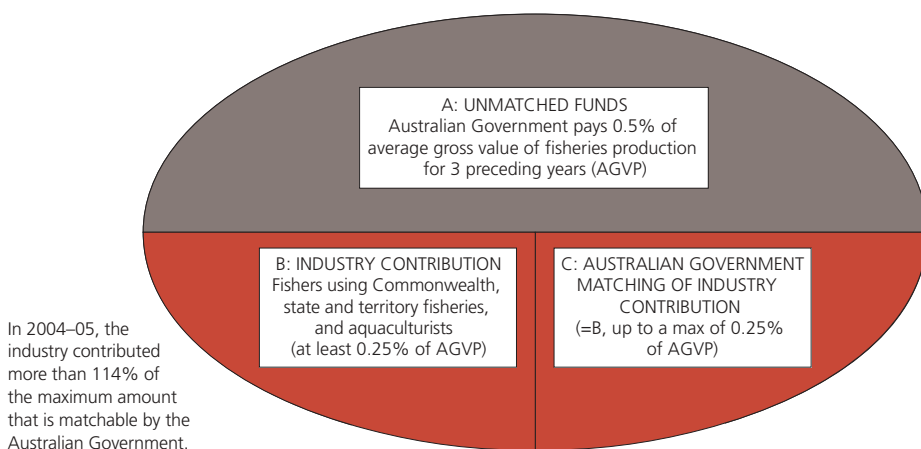 A: UNMATCHED FUNDS
Australian Government pays 0.5% of
average gross value of fisheries production
for 3 preceding years (AGVP)
B: INDUSTRY CONTRIBUTION
Fishers using Commonwealth,
state and territory fisheries,
and aquaculturists
(at least 0.25% of AGVP)
C: AUSTRALIAN GOVERNMENT
MATCHING OF INDUSTRY
CONTRIBUTION
(=B, up to a max of 0.25%
of AGVP)
In 2004–05, the
industry contributed
more than 114% of
the maximum amount
that is matchable by the
Australian Government.